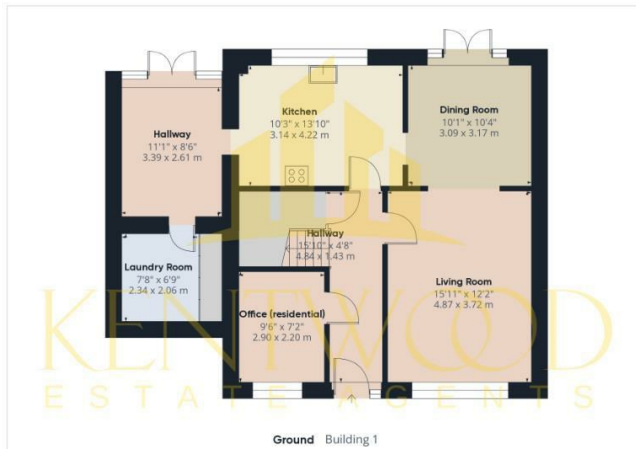 Kitchen
10'3" x 13'10"
3.14 x 4.22 m
Dining Room
10'1" x 10'4"
3.09 x 3.17 m
Hallway
11'1" x 8'6"
3.39 x 2.61 m
Hallway
15'10" x 4'8"
4.84 x 1.43 m
Laundry Room
7'8" x 6'9"
2.34 x 2.06 m
Living Room
15'11" x 12'2"
4.87 x 3.72 m
Office (residential)
9'6" x 7'2"
2.90 x 2.20 m
KENTWOOD
ESTATE AGENTS
Ground Building 1